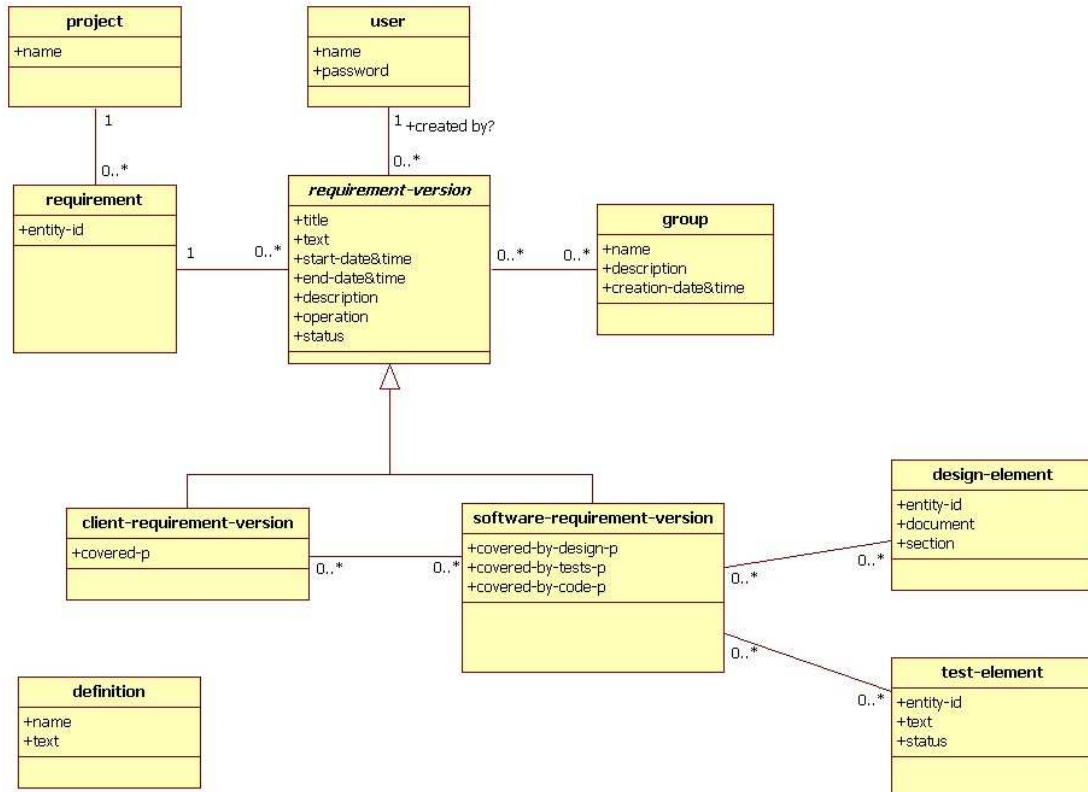 project
+name
user
+name
+password
1
1
+created by?
0..*
0..*
requirement
+entity-id
requirement-version
+title
+text
+start-date&time
+end-date&time
+description
+operation
+status
group
+name
+description
+creation-date&time
1
0..*
0..*
0..*
client-requirement-version
+covered-p
software-requirement-version
+covered-by-design-p
+covered-by-tests-p
+covered-by-code-p
design-element
+entity-id
+document
+section
0..*
0..*
0..*
0..*
0..*
0..*
definition
+name
+text
test-element
+entity-id
+text
+status